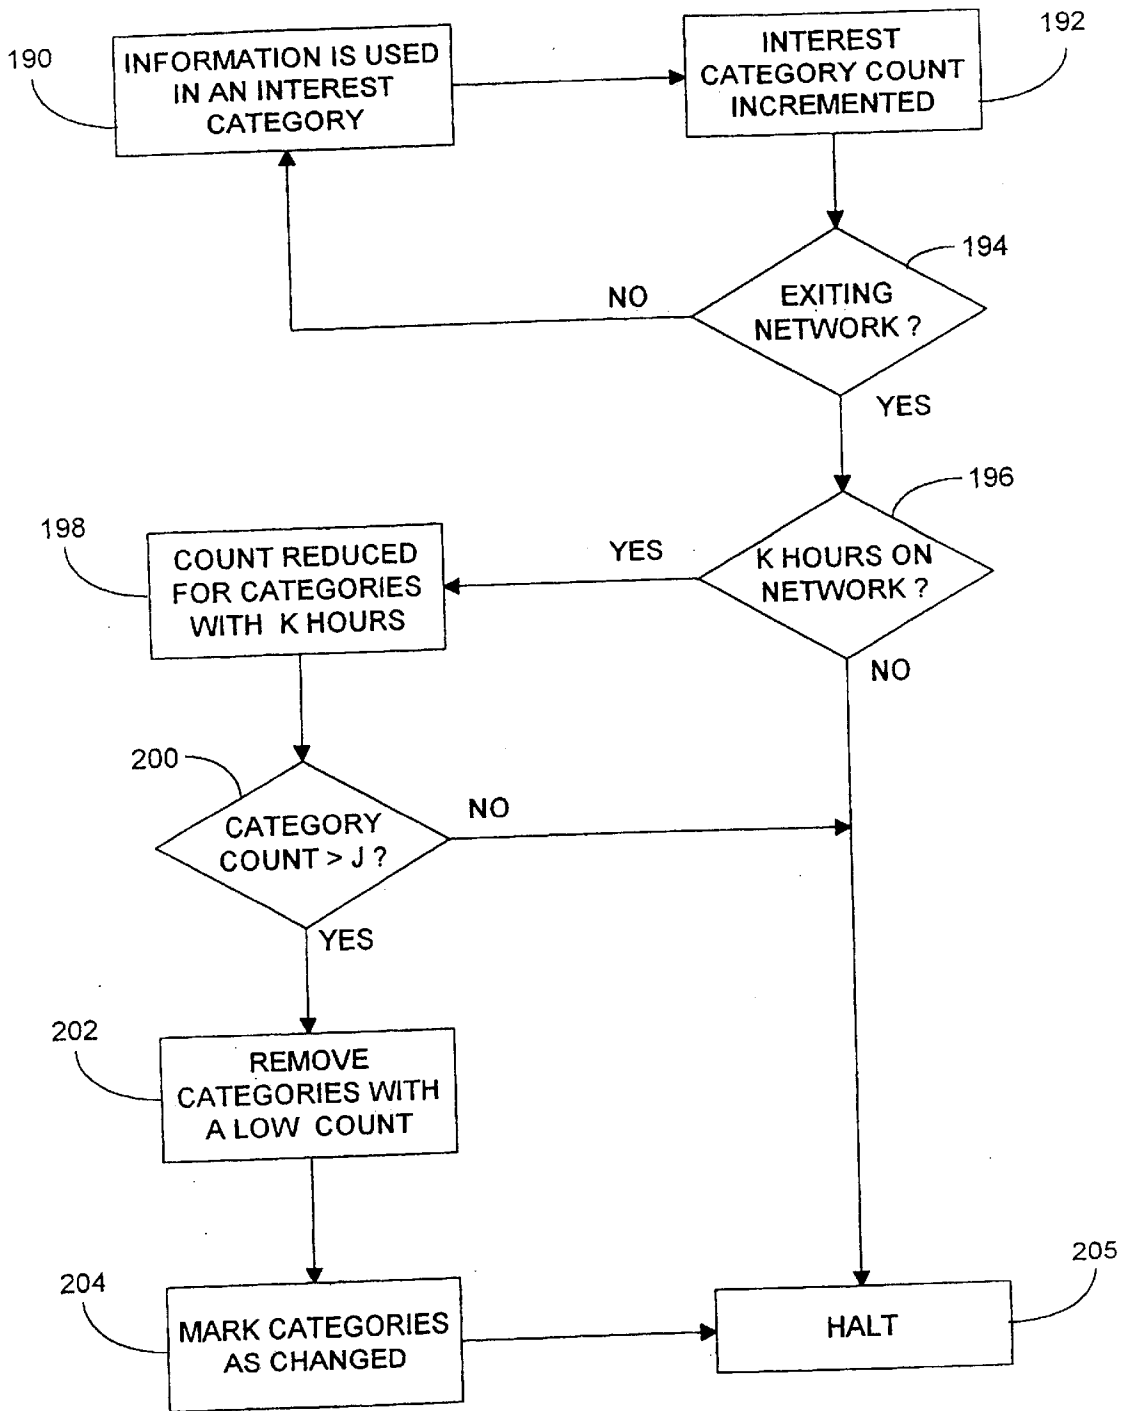 190
INFORMATION IS USED
IN AN INTEREST
CATEGORY
INTEREST
CATEGORY COUNT
INCREMENTED
192
194
EXITING
NETWORK ?
NO
YES
196
K HOURS ON
NETWORK ?
YES
NO
198
COUNT REDUCED
FOR CATEGORIES
WITH K HOURS
200
CATEGORY
COUNT > J ?
NO
YES
202
REMOVE
CATEGORIES WITH
A LOW COUNT
204
MARK CATEGORIES
AS CHANGED
205
HALT